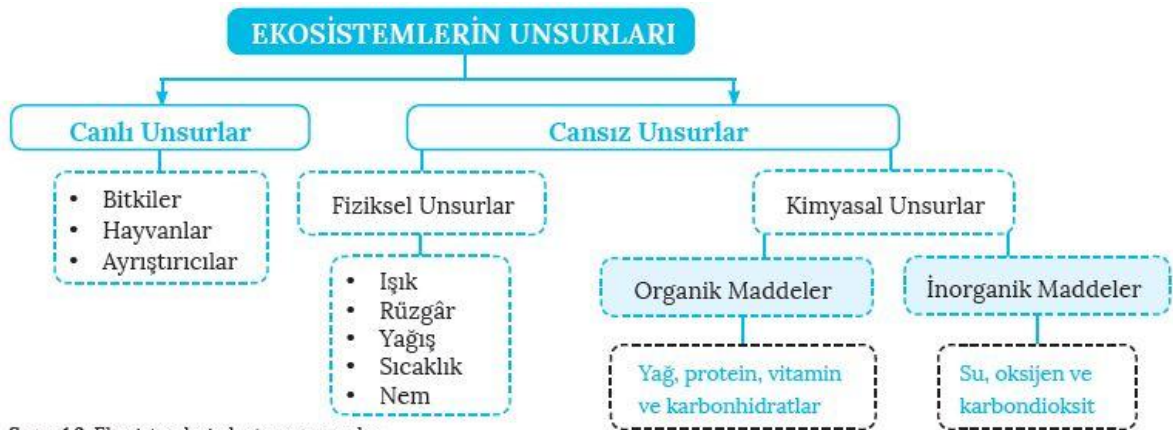 EKOSİSTEMLERİN UNSURLARI
Canlı Unsurlar
Cansız Unsurlar
• Bitkiler
• Hayvanlar
• Ayrıştırıcılar
Fiziksel Unsurlar
Kimyasal Unsurlar
• Işık
• Rüzgâr
• Yağış
• Sıcaklık
• Nem
Organik Maddeler
İnorganik Maddeler
Yağ, protein, vitamin
ve karbonhidratlar
Su, oksijen ve
karbondioksit